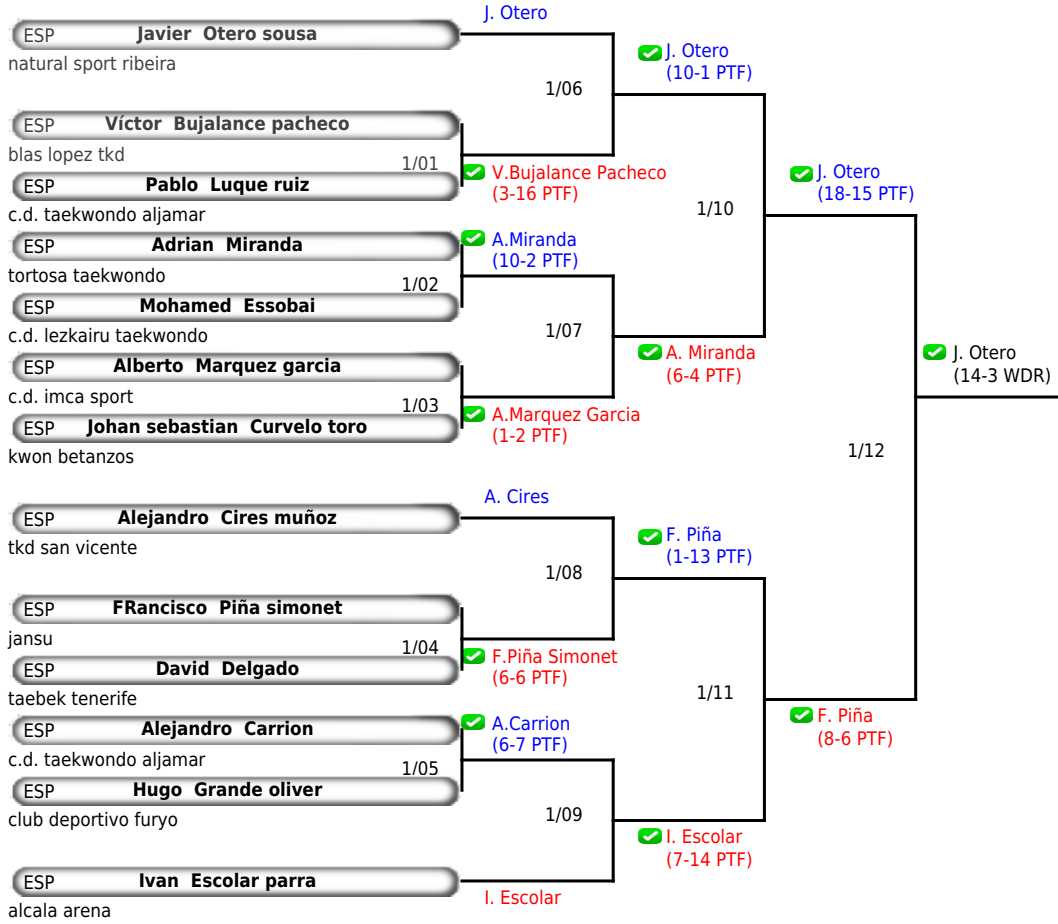 J. Otero
ESP Javier Otero sousa
natural sport ribeira
J. Otero
(10-1 PTF)
1/06
ESP Víctor Bujalance pacheco
blas lopez tkd
1/01
V.Bujalance Pacheco
(3-16 PTF)
ESP Pablo Luque ruiz
c.d. taekwondo aljamar
J. Otero
(18-15 PTF)
1/10
ESP Adrian Miranda
tortosa taekwondo
A.Miranda
(10-2 PTF)
1/02
ESP Mohamed Essobai
c.d. lezkairu taekwondo
1/07
A. Miranda
(6-4 PTF)
J. Otero
(14-3 WDR)
ESP Alberto Marquez garcia
c.d. imca sport
1/03
A.Marquez Garcia
(1-2 PTF)
ESP Johan sebastian Curvelo toro
kwon betanzos
1/12
A. Cires
ESP Alejandro Cires muñoz
tkd san vicente
F. Piña
(1-13 PTF)
1/08
ESP FRancisco Piña simonet
jansu
1/04
F.Piña Simonet
(6-6 PTF)
ESP David Delgado
taebek tenerife
1/11
F. Piña
(8-6 PTF)
ESP Alejandro Carrion
c.d. taekwondo aljamar
A.Carrion
(6-7 PTF)
1/05
ESP Hugo Grande oliver
club deportivo furyo
1/09
I. Escolar
(7-14 PTF)
ESP Ivan Escolar parra
alcala arena
I. Escolar